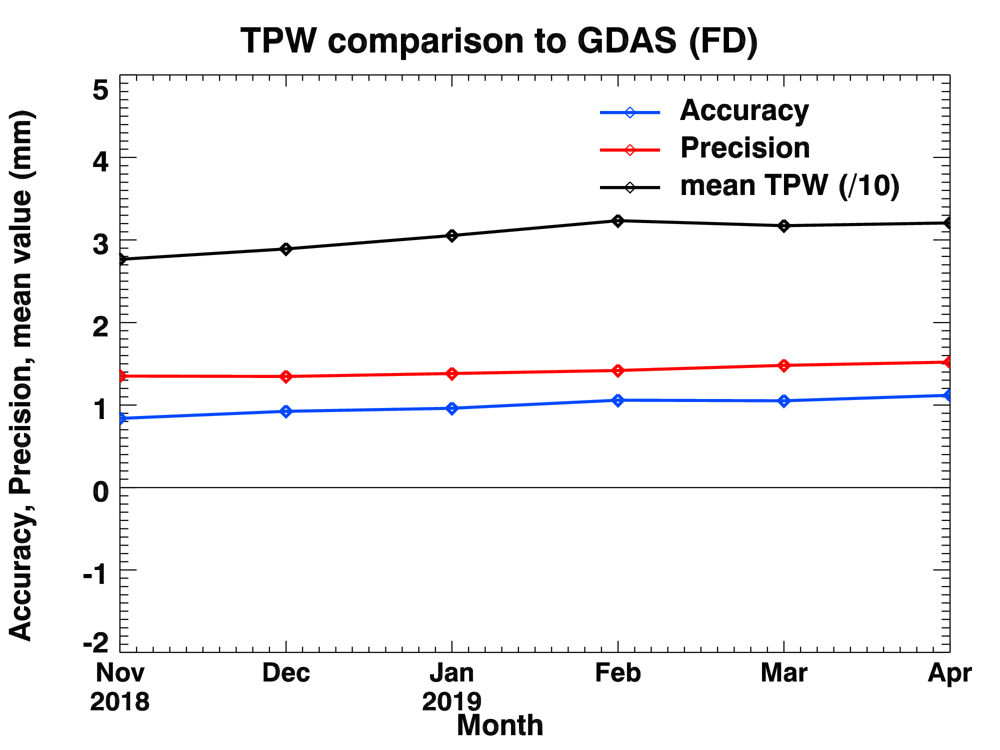 TPW comparison to GDAS (FD)
Accuracy, Precision, mean value (mm)
5
4
3
2
1
0
-1
-2
Accuracy
Precision
mean TPW (/10)
Nov Dec Jan Feb Mar Apr
2018 2019
Month